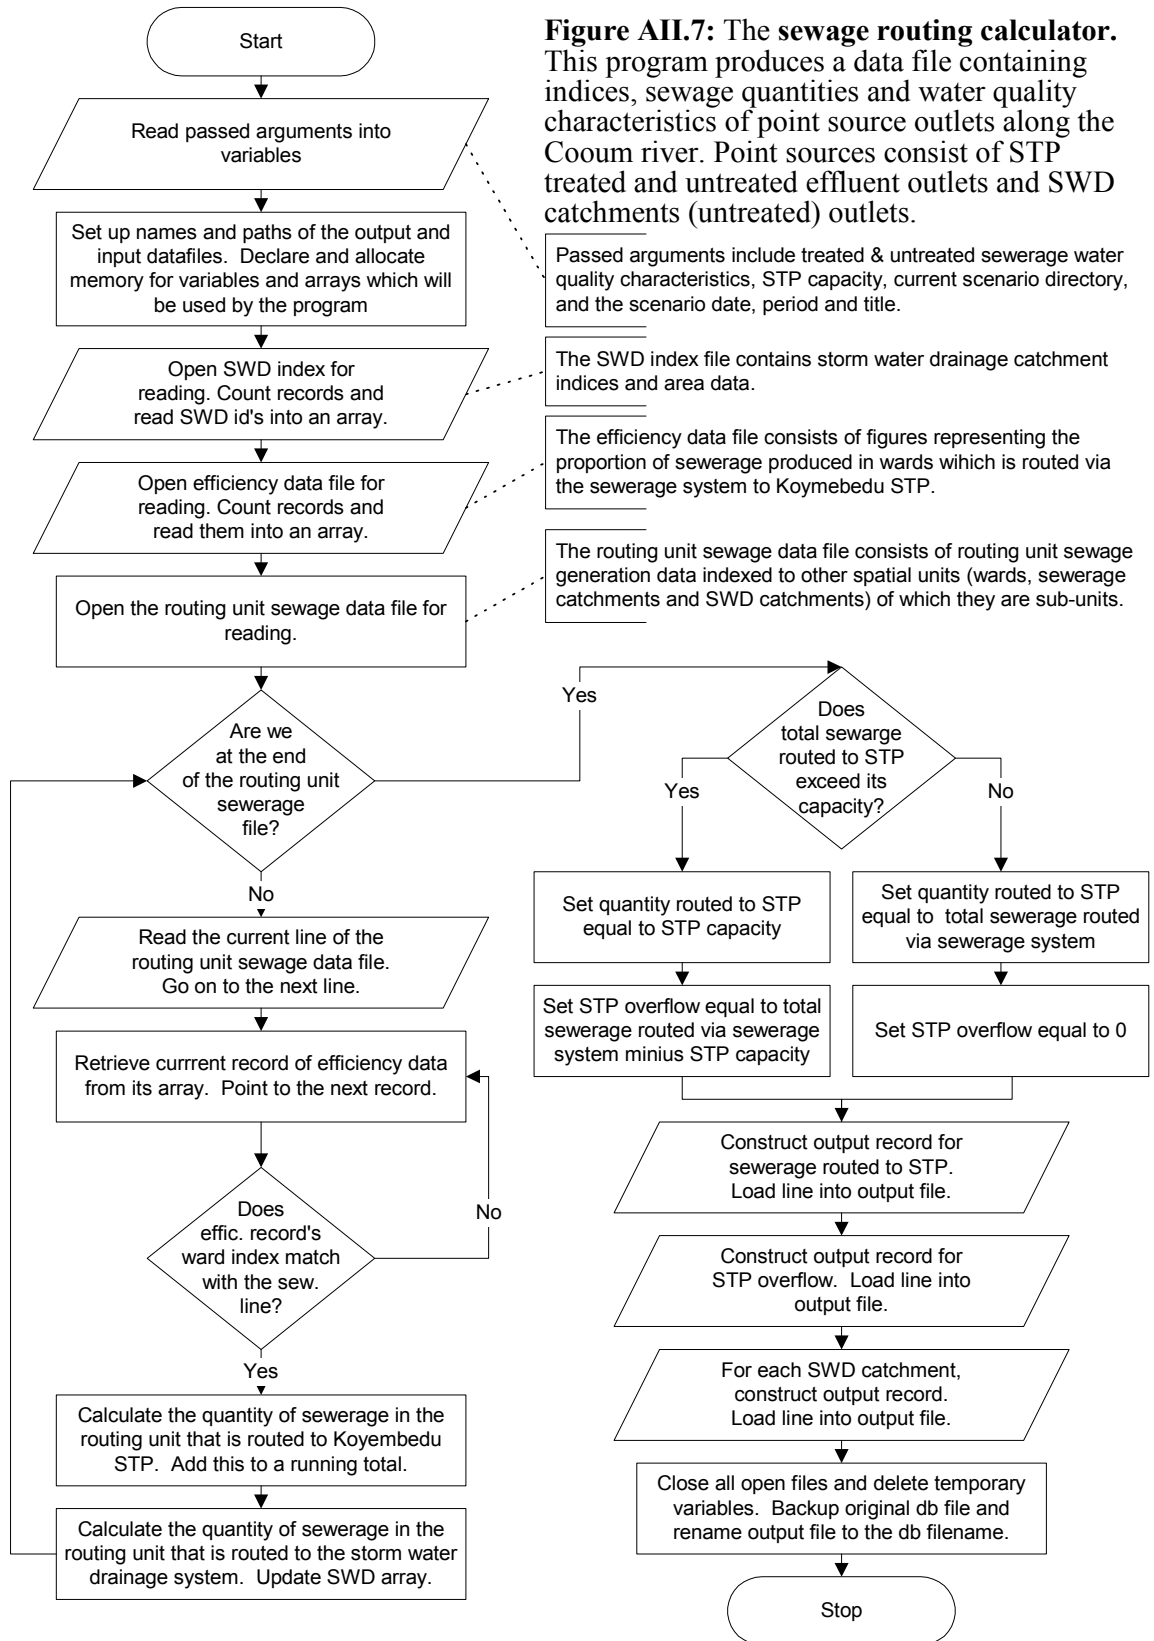 Start
Figure AII.7: The sewage routing calculator.
This program produces a data file containing
indices, sewage quantities and water quality
characteristics of point source outlets along the
Cooum river. Point sources consist of STP
treated and untreated effluent outlets and SWD
catchments (untreated) outlets.
Read passed arguments into
variables
Set up names and paths of the output and
input datafiles. Declare and allocate
memory for variables and arrays which will
be used by the program
Passed arguments include treated & untreated sewerage water
quality characteristics, STP capacity, current scenario directory,
and the scenario date, period and title.
Open SWD index for
reading. Count records and
read SWD id's into an array.
The SWD index file contains storm water drainage catchment
indices and area data.
Open efficiency data file for
reading. Count records and
read them into an array.
The efficiency data file consists of figures representing the
proportion of sewerage produced in wards wihich is routed via
the sewerage system to Koymebedu STP.
Open the routing unit sewage data file for
reading.
The routing unit sewage data file consists of routing unit sewage
generation data indexed to other spatial units (wards, sewerage
catchments and SWD catchments) of which they are sub-units.
Are we
at the end
of the routing unit
sewerage
file?
Yes
No
Read the current line of the
routing unit sewage data file.
Go on to the next line.
Retrieve currrent record of efficiency data
from its array. Point to the next record.
Does
effic. record's
ward index match
with the sew.
line?
No
Yes
Calculate the quantity of sewerage in the
routing unit that is routed to Koyembedu
STP. Add this to a running total.
Calculate the quantity of sewerage in the
routing unit that is routed to the storm water
drainage system. Update SWD array.
Does
total sewarge
routed to STP
exceed its
capacity?
Yes
No
Set quantity routed to STP
equal to STP capacity
Set quantity routed to STP
equal to total sewerage routed
via sewerage system
Set STP overflow equal to total
sewerage routed via sewerage
system minius STP capacity
Set STP overflow equal to 0
Construct output record for
sewerage routed to STP.
Load line into output file.
Construct output record for
STP overflow. Load line into
output file.
For each SWD catchment,
construct output record.
Load line into output file.
Close all open files and delete temporary
variables. Backup original db file and
rename output file to the db filename.
Stop